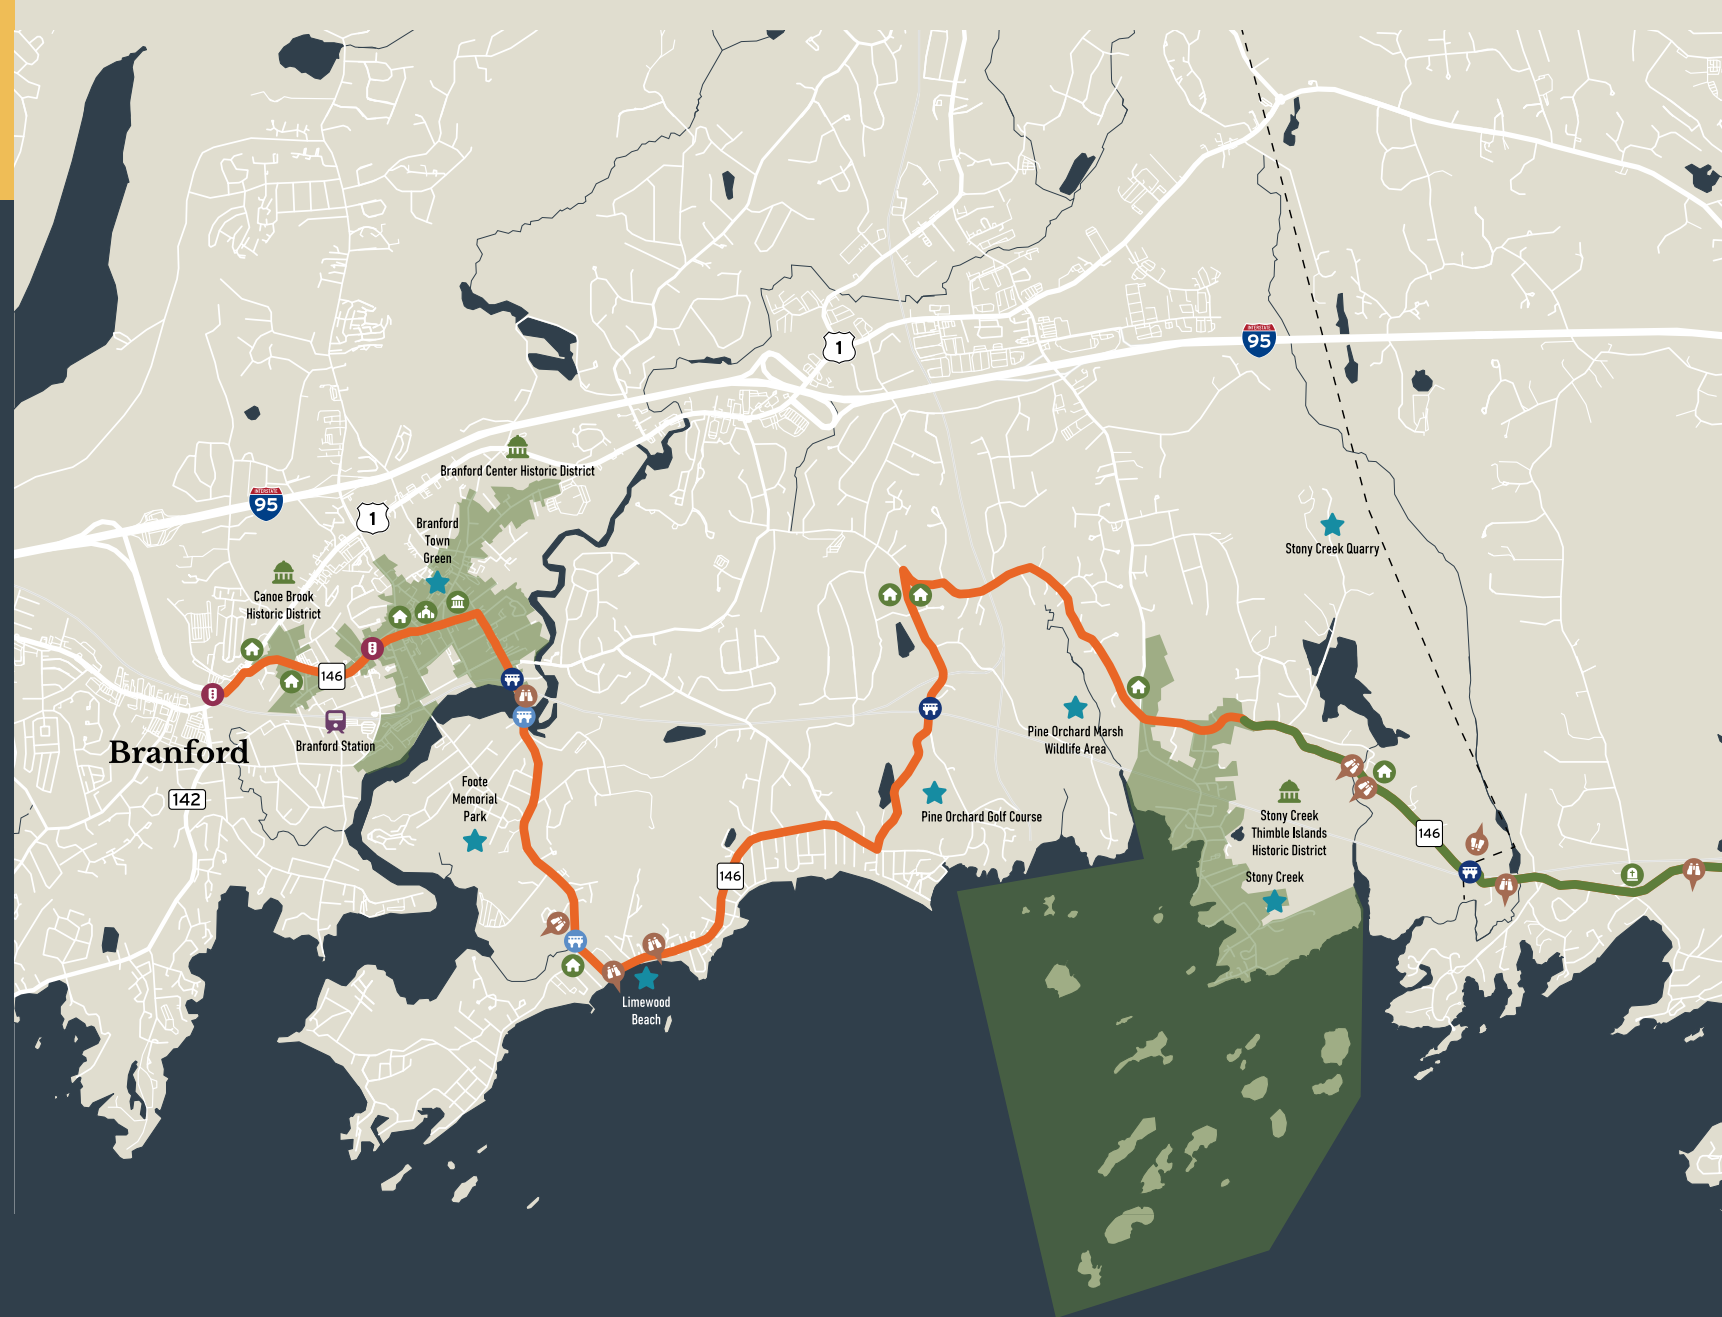 1
INTERSTATE
95
Branford Center Historic District
INTERSTATE
95
1
Branford
Town
Green
Stony Creek Quarry
Canoe Brook
Historic District
146
Branford Station
Branford
142
Pine Orchard Marsh
Wildlife Area
Foote
Memorial
Park
Pine Orchard Golf Course
Stony Creek
Thimble Islands
Historic District
146
146
Stony Creek
Limewood
Beach